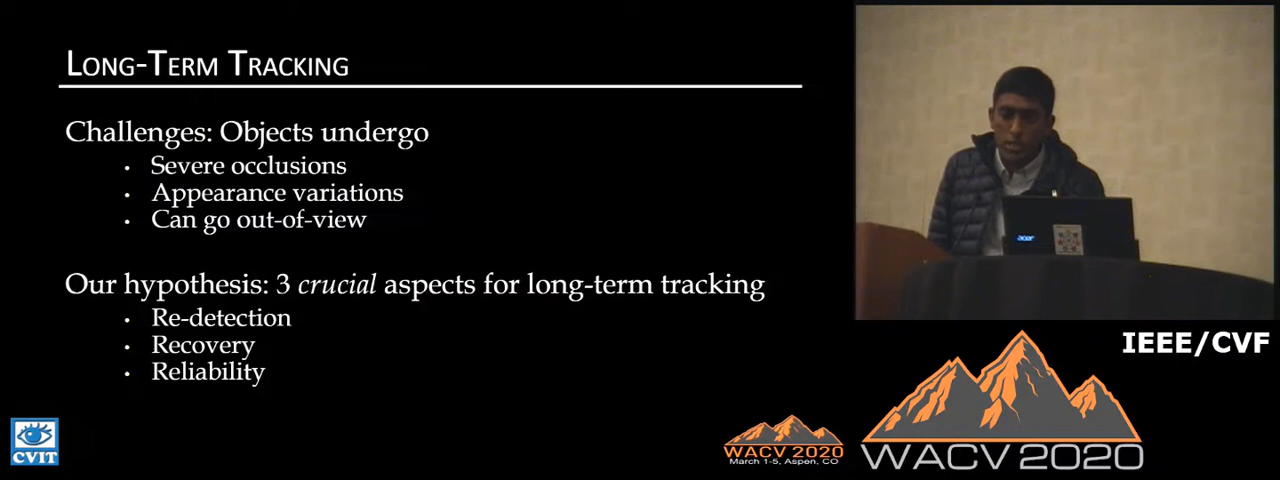 LONG-TERM TRACKING
Challenges: Objects undergo
• Severe occlusions
• Appearance variations
• Can go out-of-view
Our hypothesis: 3 crucial aspects for long-term tracking
• Re-detection
• Recovery
• Reliability
CVIT
WACV 2020
March 1-5, Aspen, CO
acer
IEEE/CVF
WACV 2020